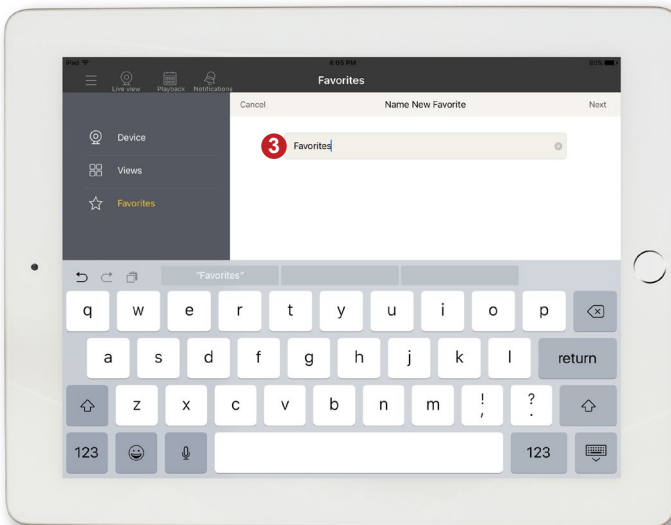 iPad 4:05 PM 80%
Live view Playback Notifications
Favorites
Cancel Name New Favorite Next
Device
Views
Favorites
3 Favorites
"Favorites"
q w e r t y u i o p
a s d f g h j k l return
z x c v b n m ! , ? .
123 123